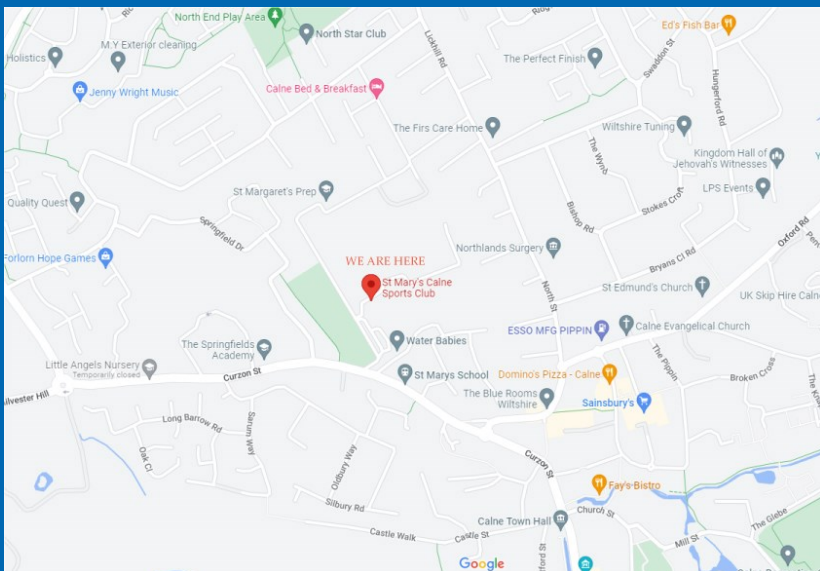 North End Play Area
North Star Club
Ed's Fish Bar
M.Y Exterior cleaning
Holistics
Lickhill Rd
The Perfect Finish
Swaddon St
Hungerford Rd
Jenny Wright Music
Calne Bed & Breakfast
The Firs Care Home
Wiltshire Tuning
The Wynd
Kingdom Hall of
Jehovah's Witnesses
St Margaret's Prep
LPS Events
Quality Quest
Stokes Croft
Bishop Rd
Springfield Dr
Oxford Rd
Forlorn Hope Games
WE ARE HERE
Northlands Surgery
Bryans Cl Rd
St Mary's Calne
Sports Club
St Edmund's Church
North St
UK Skip Hire Calne
ESSO MFG PIPPIN
Calne Evangelical Church
Water Babies
The Springfields
Academy
The Pippin
Little Angels Nursery
Temporarily closed
Curzon St
St Marys School
Domino's Pizza - Calne
Broken Cross
The Blue Rooms
Wiltshire
Sainsbury's
Long Barrow Rd
Sarum Way
Oak Cl
Oldbury Way
Curzon St
Fay's Bistro
Silbury Rd
Church St
Calne Town Hall
The Glebe
Castle Walk
Castle St
Mill St
Google